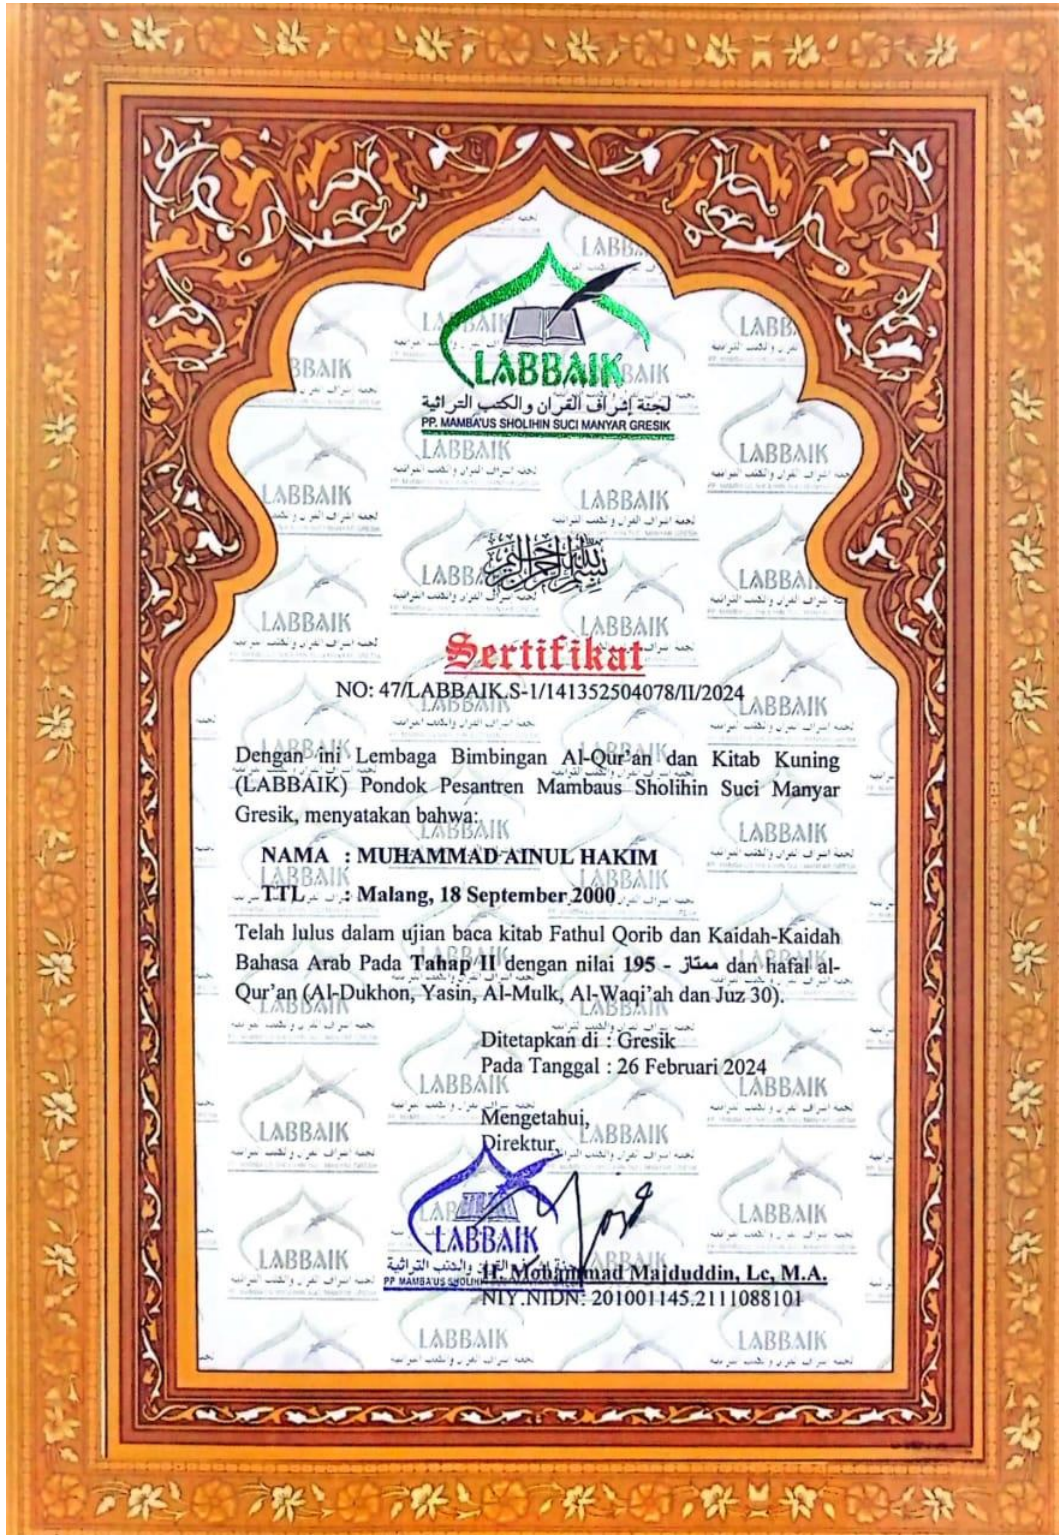 LABBAIK
لجنة إشراف القرآن والكتب التراثية
PP. MAMBA'US SHOLIHIN SUCI MANYAR GRESIK
بسم الله الرحمن الرحيم
Sertifikat
NO: 47/LABBAIK.S-1/141352504078/II/2024
Dengan ini Lembaga Bimbingan Al-Qur'an dan Kitab Kuning
(LABBAIK) Pondok Pesantren Mambaus Sholihin Suci Manyar
Gresik, menyatakan bahwa:
NAMA : MUHAMMAD AINUL HAKIM
TTL : Malang, 18 September 2000
Telah lulus dalam ujian baca kitab Fathul Qorib dan Kaidah-Kaidah
Bahasa Arab Pada Tahap II dengan nilai 195 - ممتاز dan hafal al-
Qur'an (Al-Dukhon, Yasin, Al-Mulk, Al-Waqi'ah dan Juz 30).
Ditetapkan di : Gresik
Pada Tanggal : 26 Februari 2024
Mengetahui,
Direktur,
LABBAIK
PP MAMBA'US SHOLIHIN
H. Mohammad Majduddin, Lc, M.A.
NIY.NIDN: 201001145.2111088101